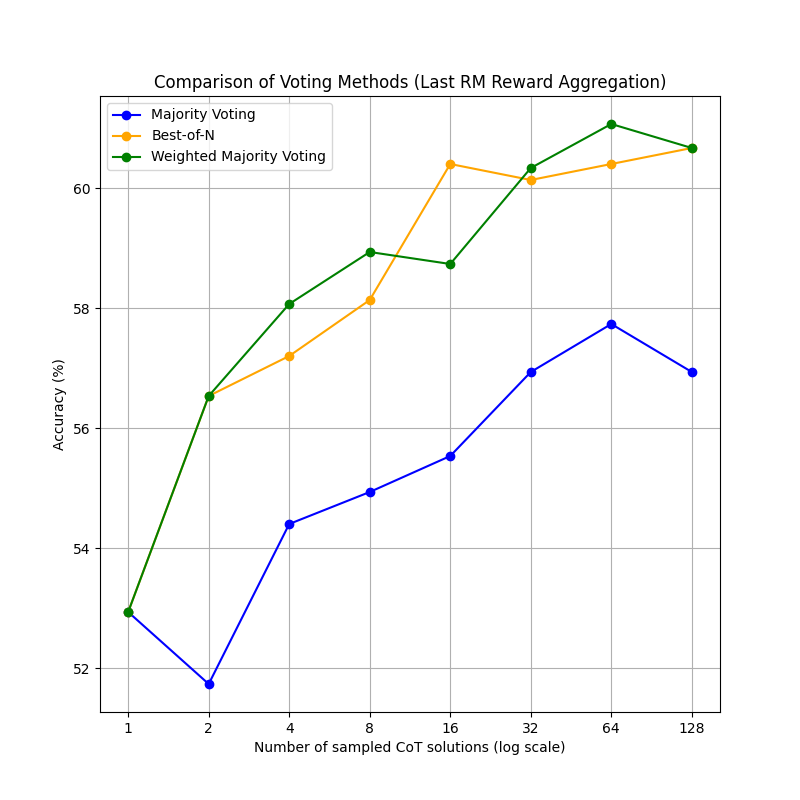 Comparison of Voting Methods (Last RM Reward Aggregation)
Majority Voting
Best-of-N
Weighted Majority Voting
Accuracy (%)
60
58
56
54
52
1 2 4 8 16 32 64 128
Number of sampled CoT solutions (log scale)